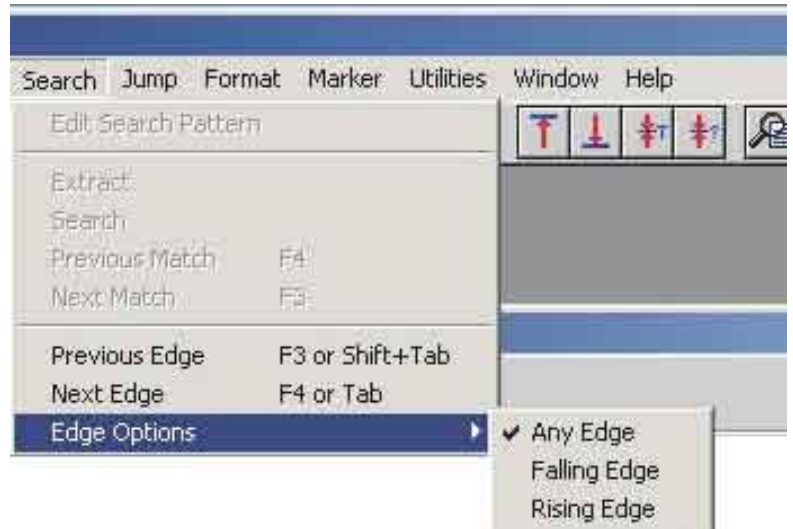 Search Jump Format Marker Utilities Window Help
Edit Search Pattern
Extract
Search
Previous Match F4
Next Match F5
Previous Edge F3 or Shift+Tab
Next Edge F4 or Tab
Edge Options
Any Edge
Falling Edge
Rising Edge